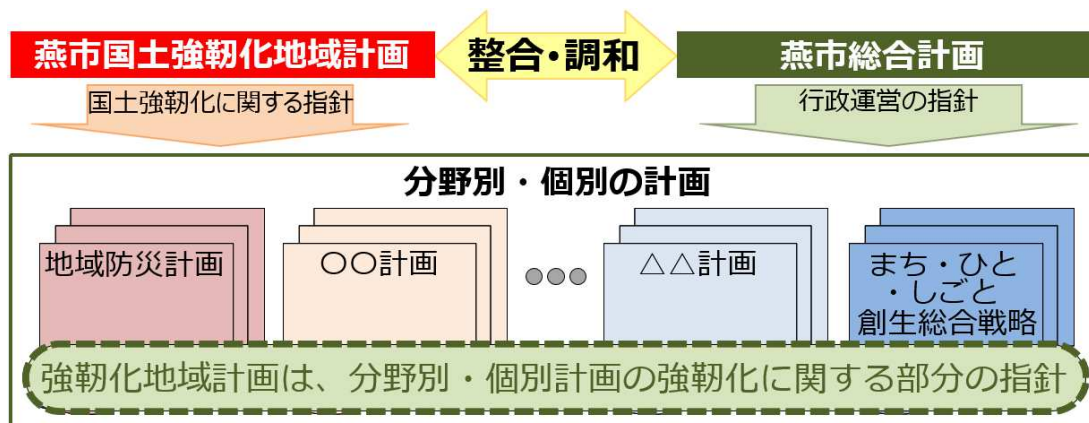 燕市国土強靭化地域計画
整合・調和
燕市総合計画
国土強靭化に関する指針
行政運営の指針
分野別・個別の計画
地域防災計画
〇〇計画
△△計画
まち・ひと
・しごと
創生総合戦略
強靭化地域計画は、分野別・個別計画の強靭化に関する部分の指針